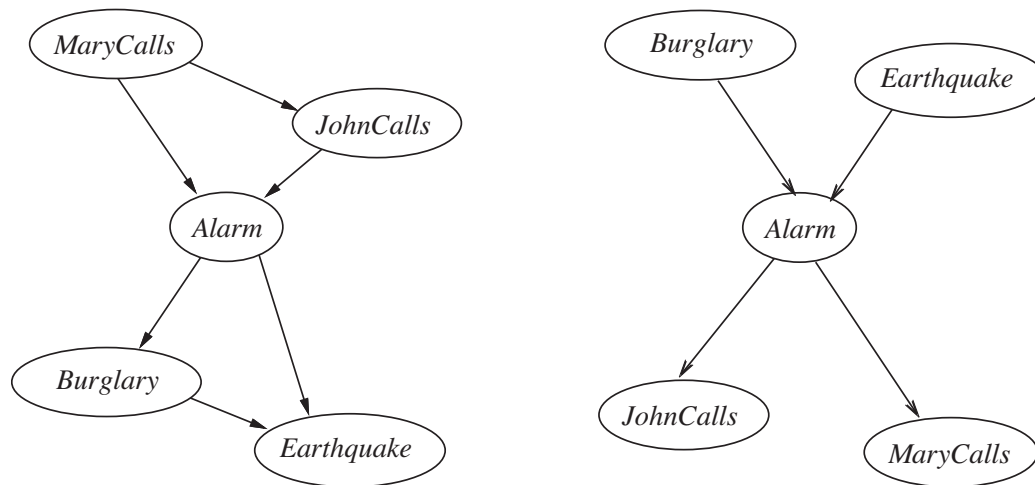 MaryCalls
JohnCalls
Alarm
Burglary
Earthquake
Burglary
Earthquake
Alarm
JohnCalls
MaryCalls